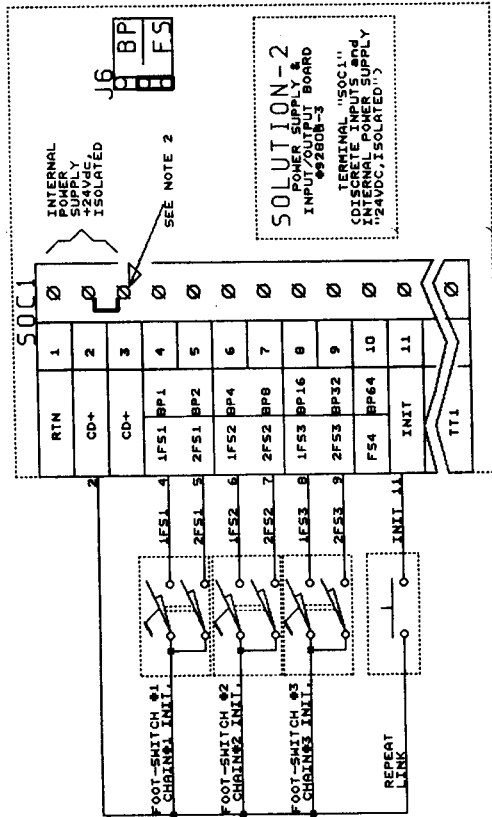 SOC1
J6
BP
FS
INTERNAL
POWER
SUPPLY
+24Vdc,
ISOLATED
SEE NOTE 2
SOLUTION-2
POWER SUPPLY &
INPUT/OUTPUT BOARD
TERMINAL "SOC1"
(DISCRETE INPUTS and
INTERNAL POWER SUPPLY
"24VDC,ISOLATED")
RTN 1
CD+ 2
CD+ 3
1FS1 BP1 4
2FS1 BP2 5
1FS2 BP4 6
2FS2 BP8 7
1FS3 BP16 8
2FS3 BP32 9
FS4 BP64 10
INIT 11
TT1
2
1FS1 4
2FS1 5
1FS2 6
2FS2 7
1FS3 8
2FS3 9
INIT 11
FOOT-SWITCH #1
CHAIN#1 INIT.
FOOT-SWITCH #2
CHAIN#2 INIT.
FOOT-SWITCH #3
CHAIN#3 INIT.
REPEAT
LINK